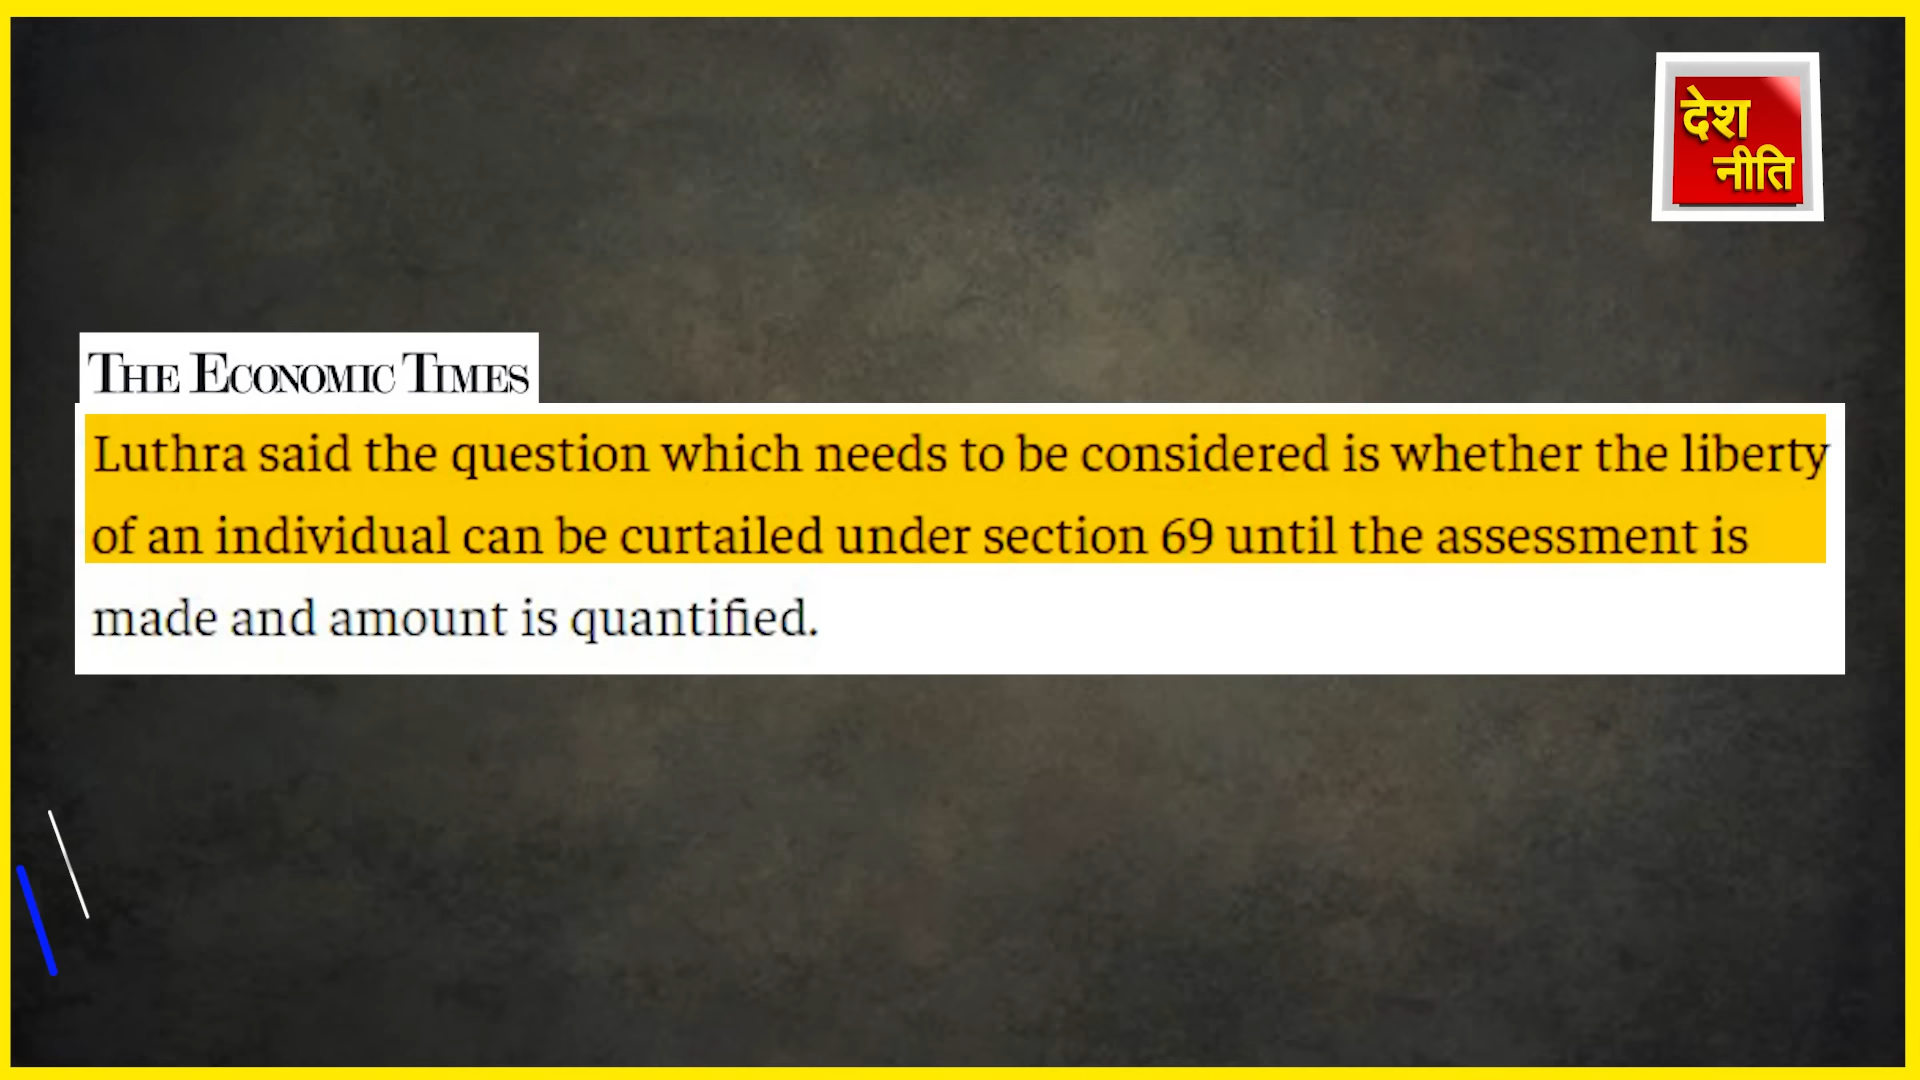 देश
नीति
THE ECONOMIC TIMES
Luthra said the question which needs to be considered is whether the liberty
of an individual can be curtailed under section 69 until the assessment is
made and amount is quantified.